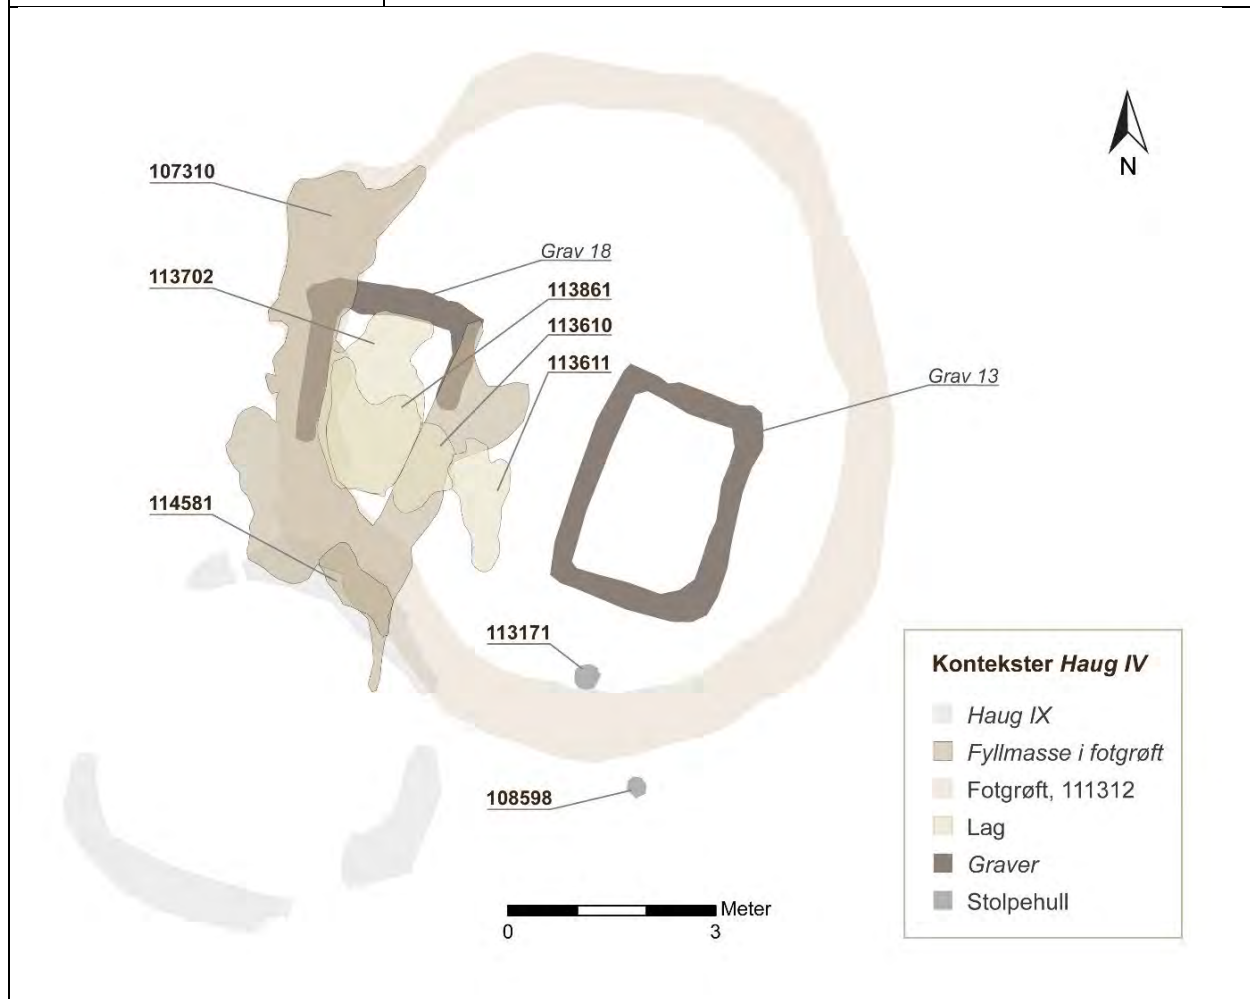 N
107310
Grav 18
113702
113861
113610
113611
Grav 13
114581
113171
108598
Kontekster Haug IV
Haug IX
Fyllmasse i fotgrøft
Fotgrøft, 111312
Lag
Graver
Stolpehull
Meter
0 3